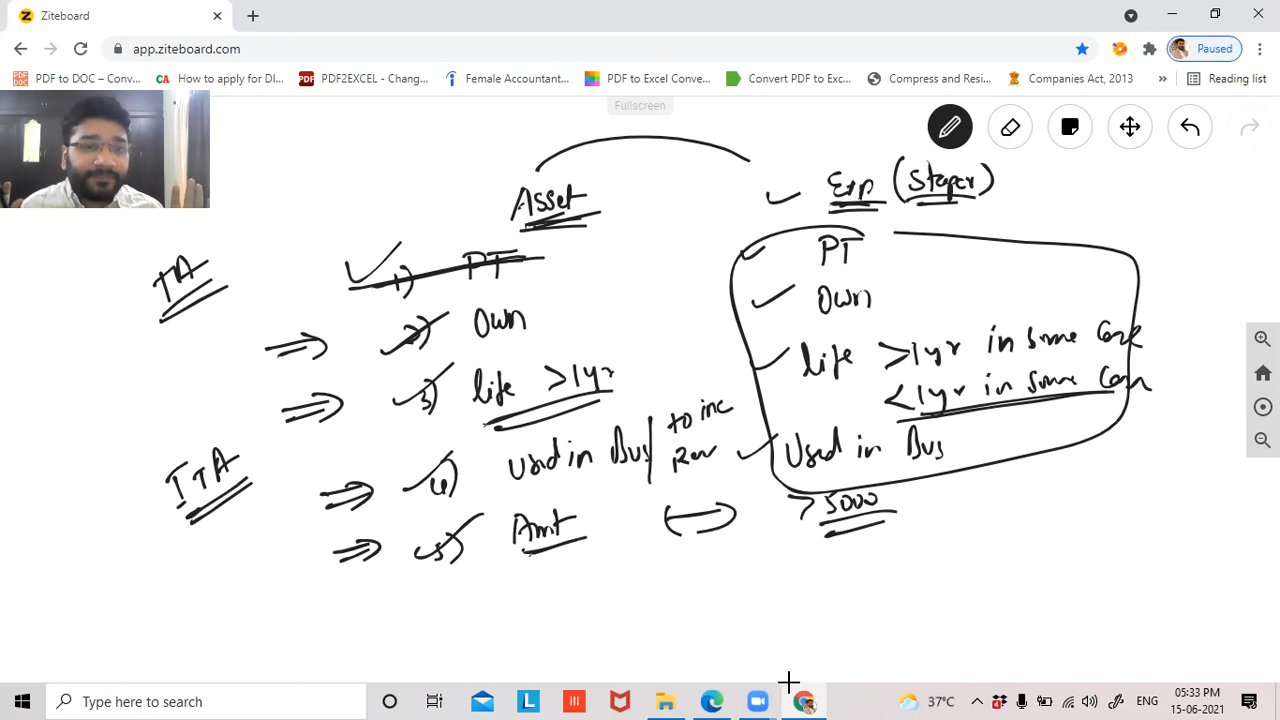 Ziteboard
app.ziteboard.com
Paused
PDF to DOC – Conv...
How to apply for DI...
PDF2EXCEL - Chang...
Female Accountant...
PDF to Excel Conve...
Convert PDF to Exc...
Compress and Resi...
Companies Act, 2013
»
Reading list
Fullscreen
Asset
Exp (Staper)
TA
1) PT
PT
2) Own
Own
3) life >1yr
life >1yr in some Case
<1yr in some Case
ITA
4) Used in Bus
to inc
Rev
Used in Bus
5) Amt
> 5000
Type here to search
37°C
ENG
05:33 PM
15-06-2021